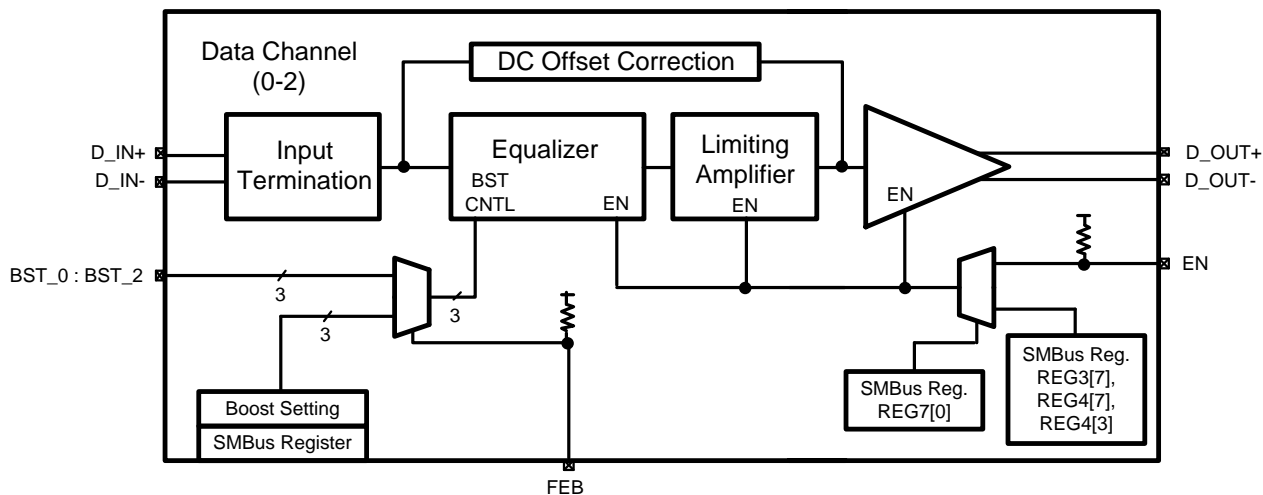 Data Channel
(0-2)
DC Offset Correction
D_IN+
D_IN-
Input
Termination
Equalizer
BST
CNTL
EN
Limiting
Amplifier
EN
EN
D_OUT+
D_OUT-
BST_0 : BST_2
3
3
3
EN
Boost Setting
SMBus Register
SMBus Reg.
REG7[0]
SMBus Reg.
REG3[7],
REG4[7],
REG4[3]
FEB